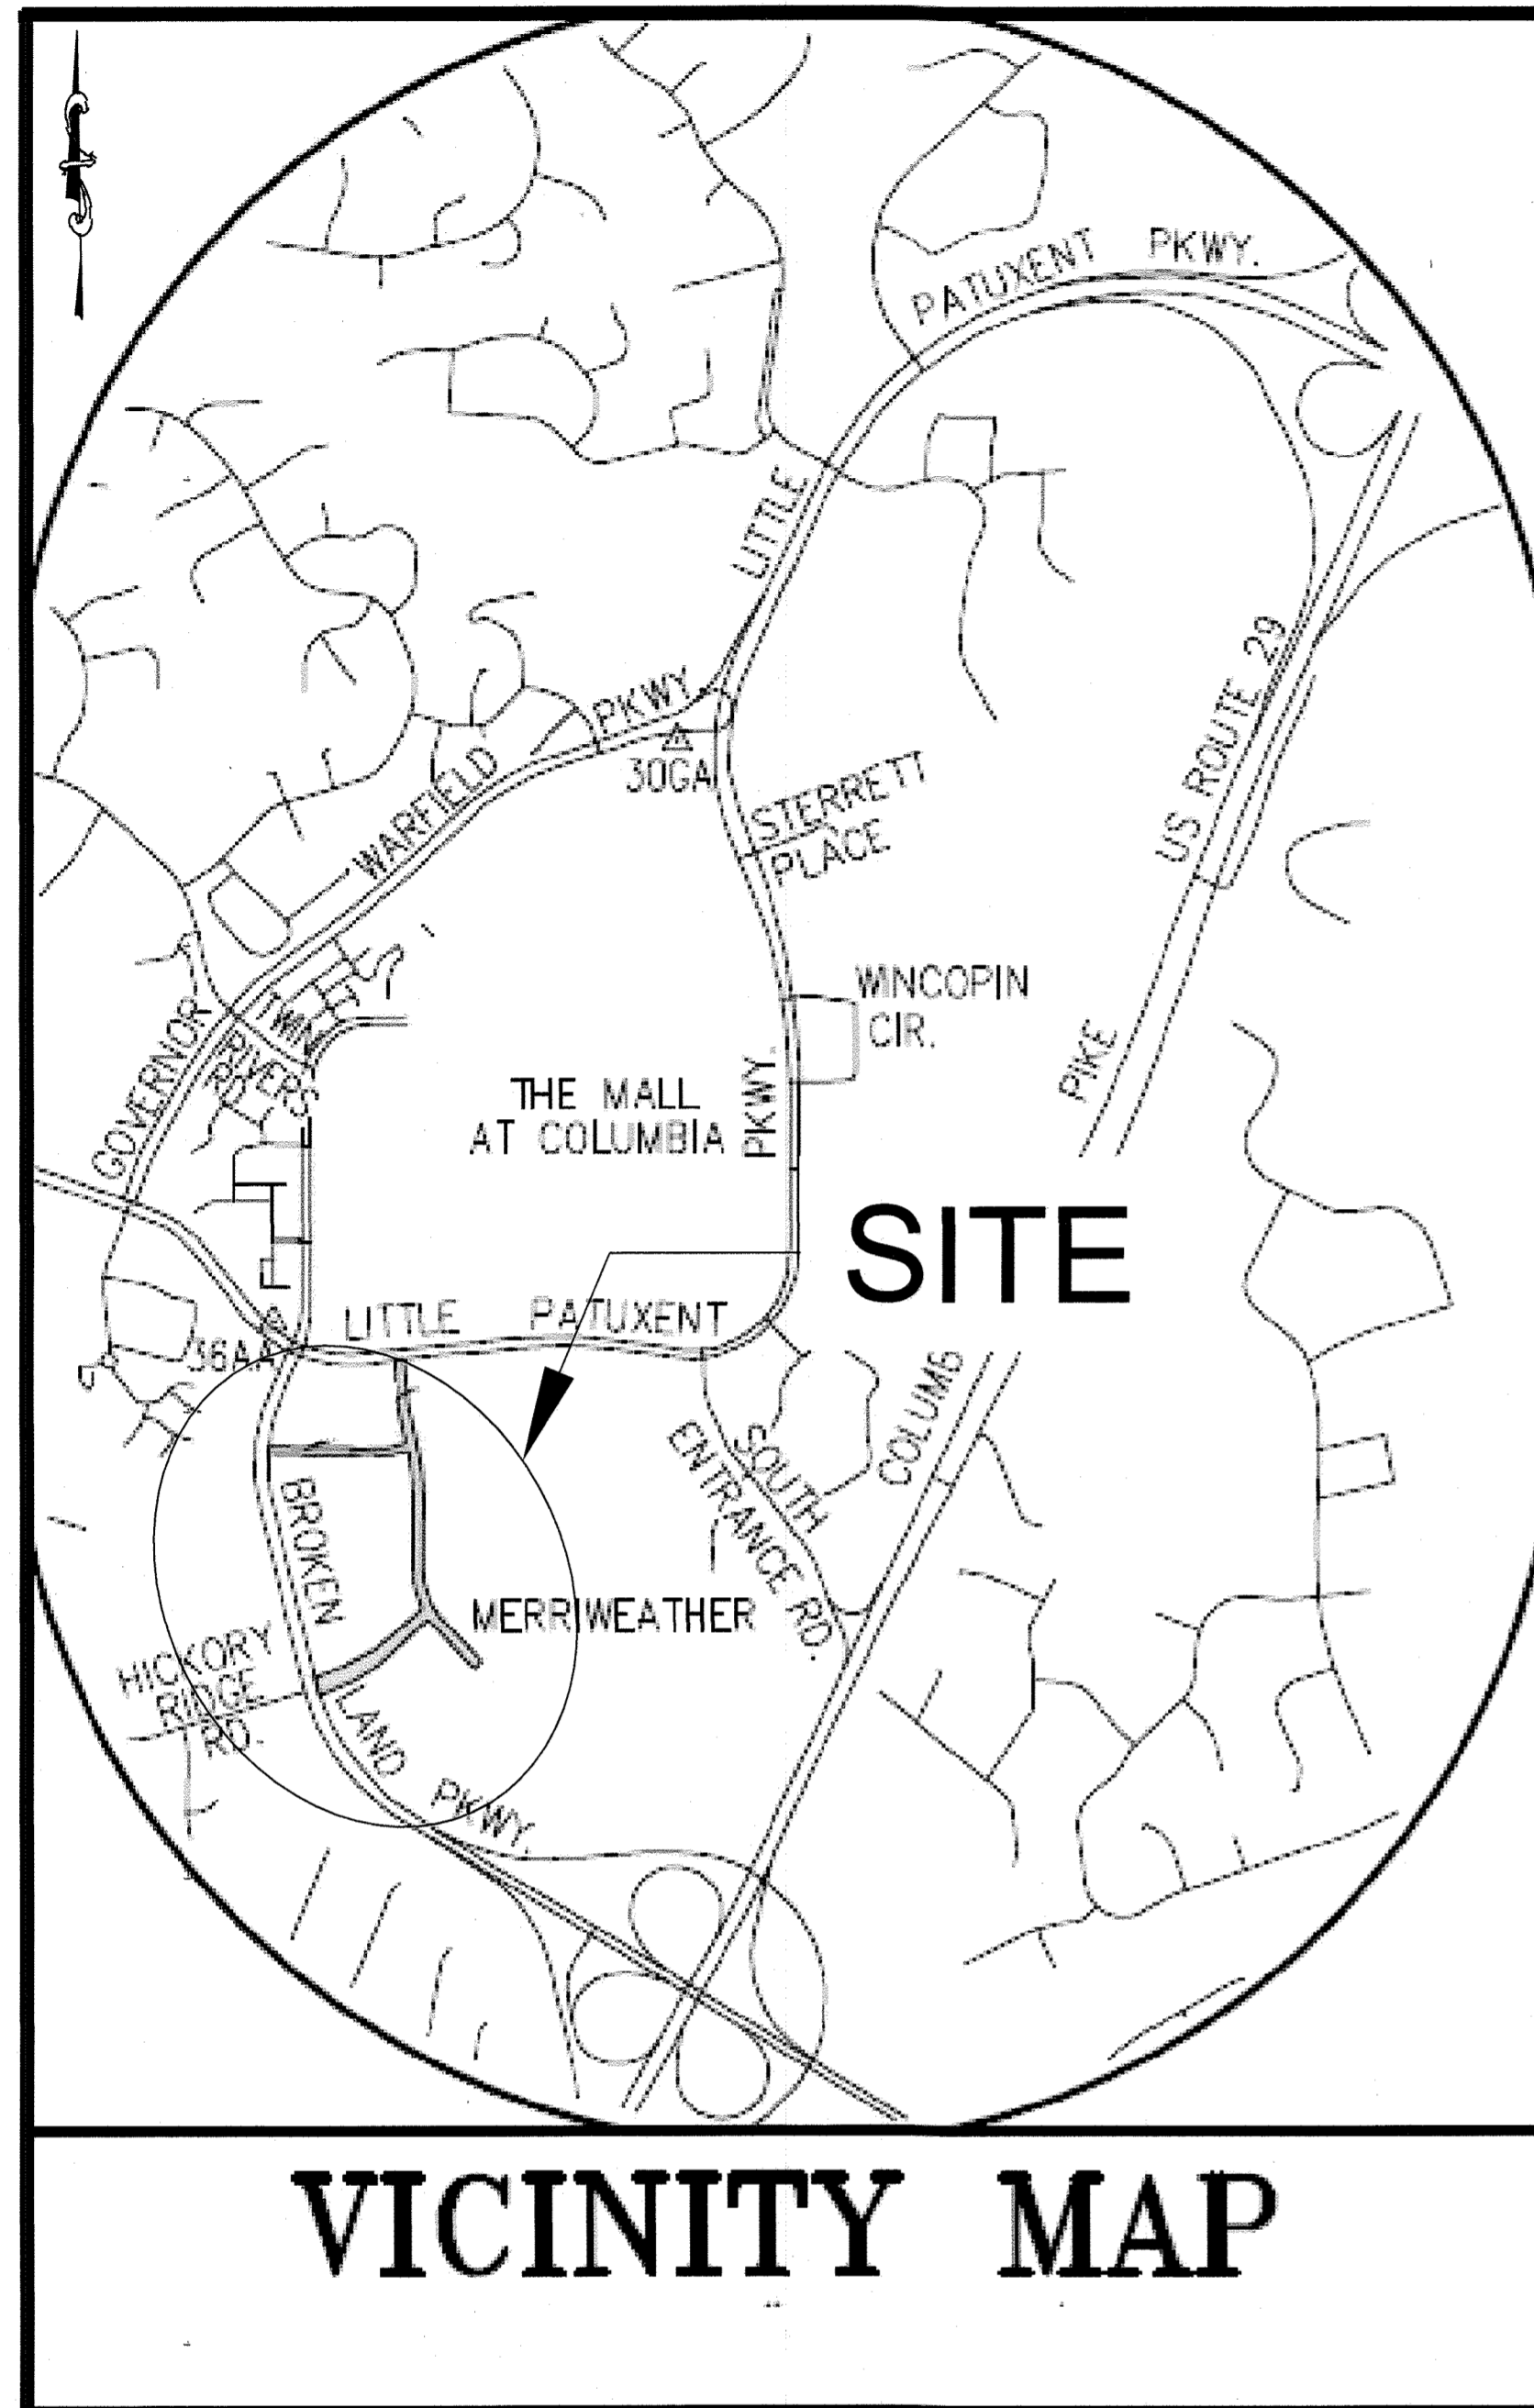 PATUXENT PKWY.
LITTLE
US ROUTE 29
PKWY.
30GA
STERRETT
PLACE
WARFIELD
WINCOPIN
CIR.
GOVERNOR
TWIN
RIVERS
RD.
PIKE
THE MALL
AT COLUMBIA
PKWY.
SITE
LITTLE PATUXENT
36AA
SOUTH
ENTRANCE RD.
BROKEN
MERRIWEATHER
HICKORY
RIDGE
RD.
LAND
PKWY.
VICINITY MAP